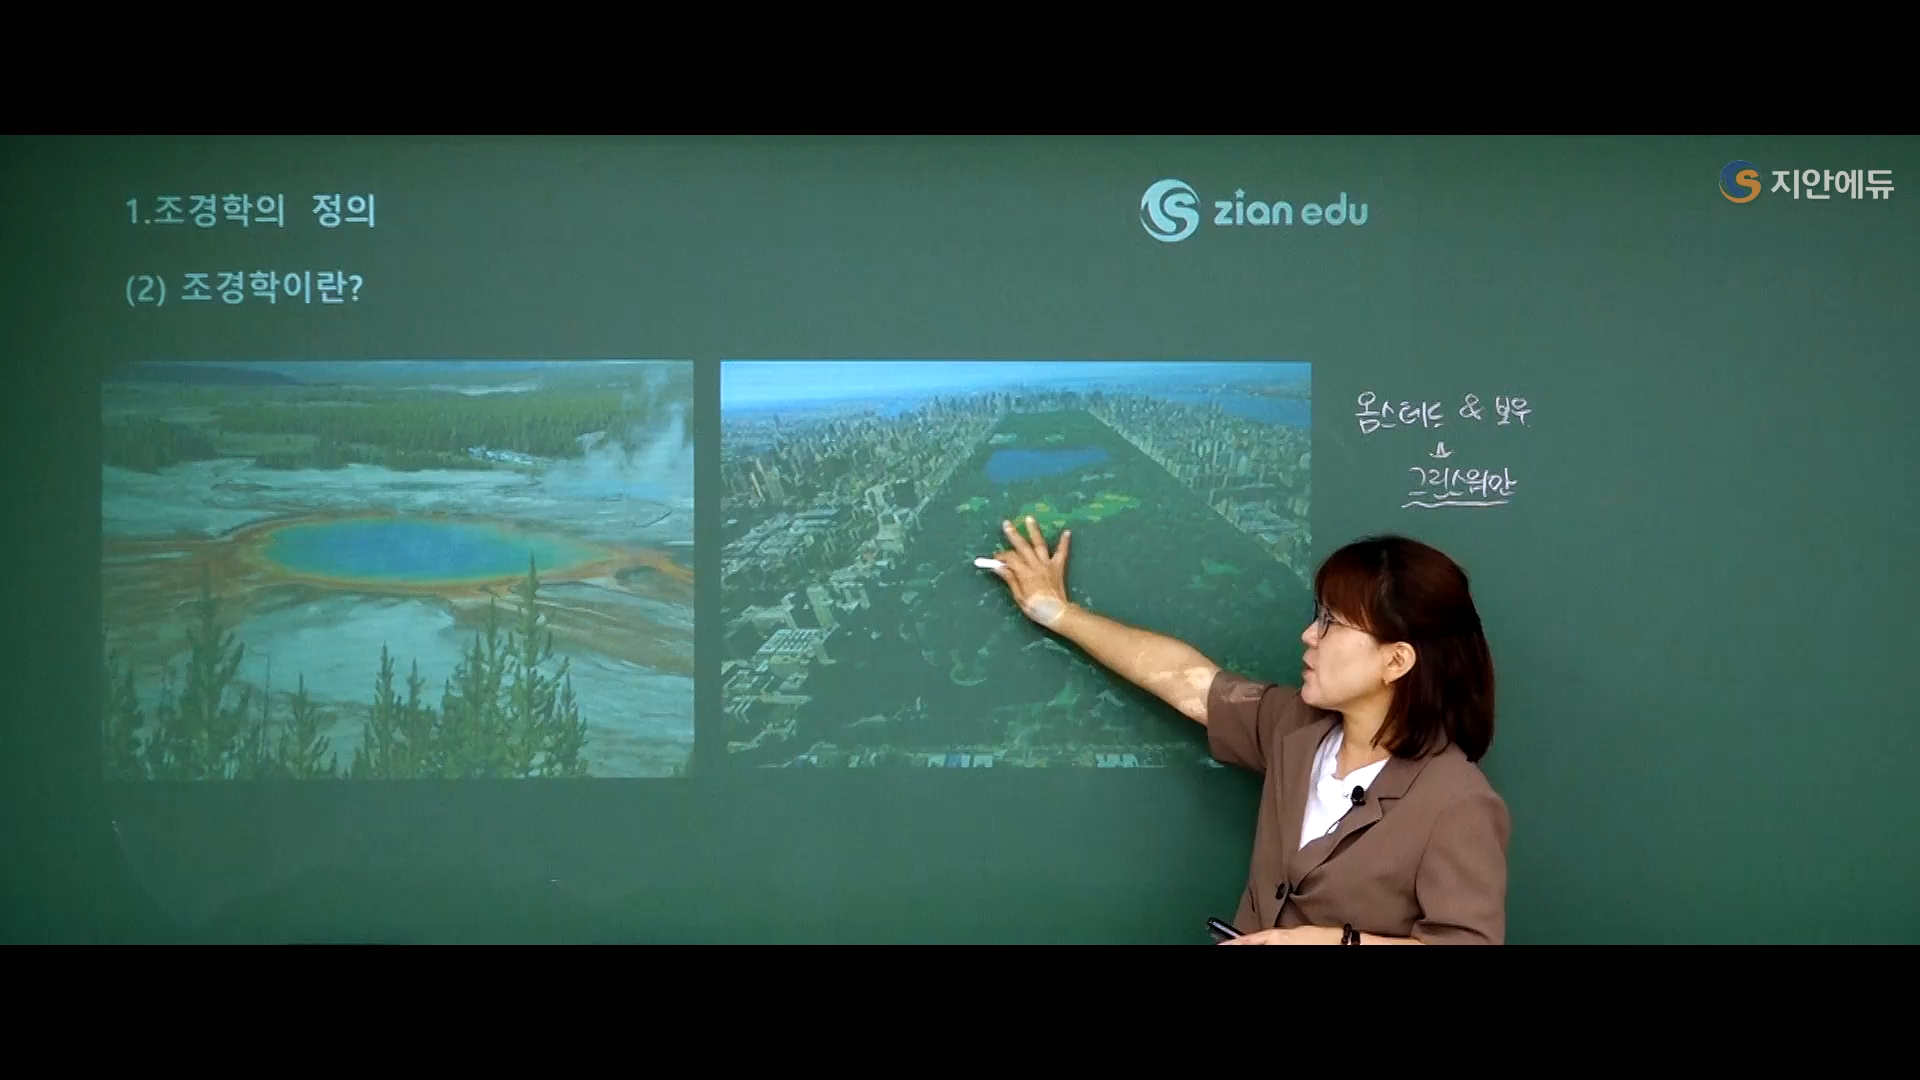 1.조경학의 정의
zian edu
지안에듀
(2) 조경학이란?
옴스테드 & 보우
그린스워드안